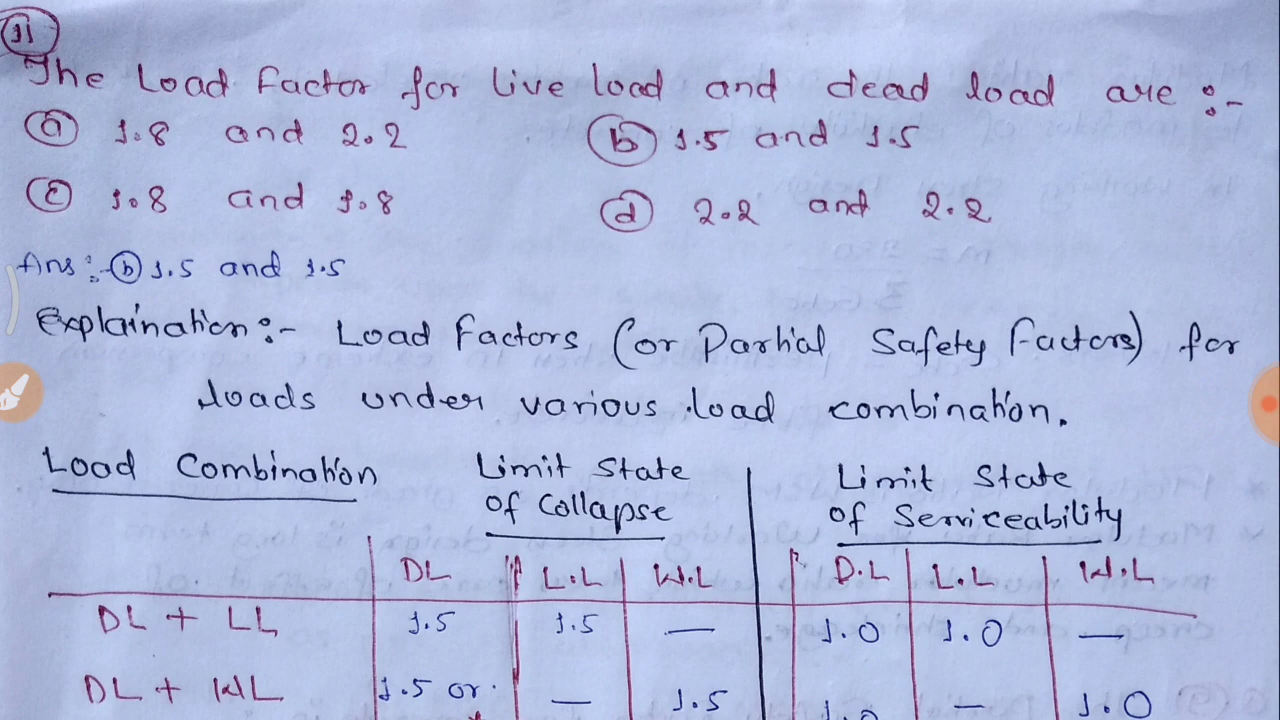 11
The Load Factor for Live load and dead load are :-
(a) 1.8 and 2.2 (b) 1.5 and 1.5
(c) 1.8 and 1.8 (d) 2.2 and 2.2
Ans :- (b) 1.5 and 1.5
Explaination :- Load Factors (or Partial Safety Factors) for
loads under various load combination.
Load Combination Limit State of Collapse Limit State of Serviceability
DL L.L W.L D.L L.L W.L
DL + LL 1.5 1.5 — 1.0 1.0 —
DL + WL 1.5 or — 1.5 1.0 — 1.0